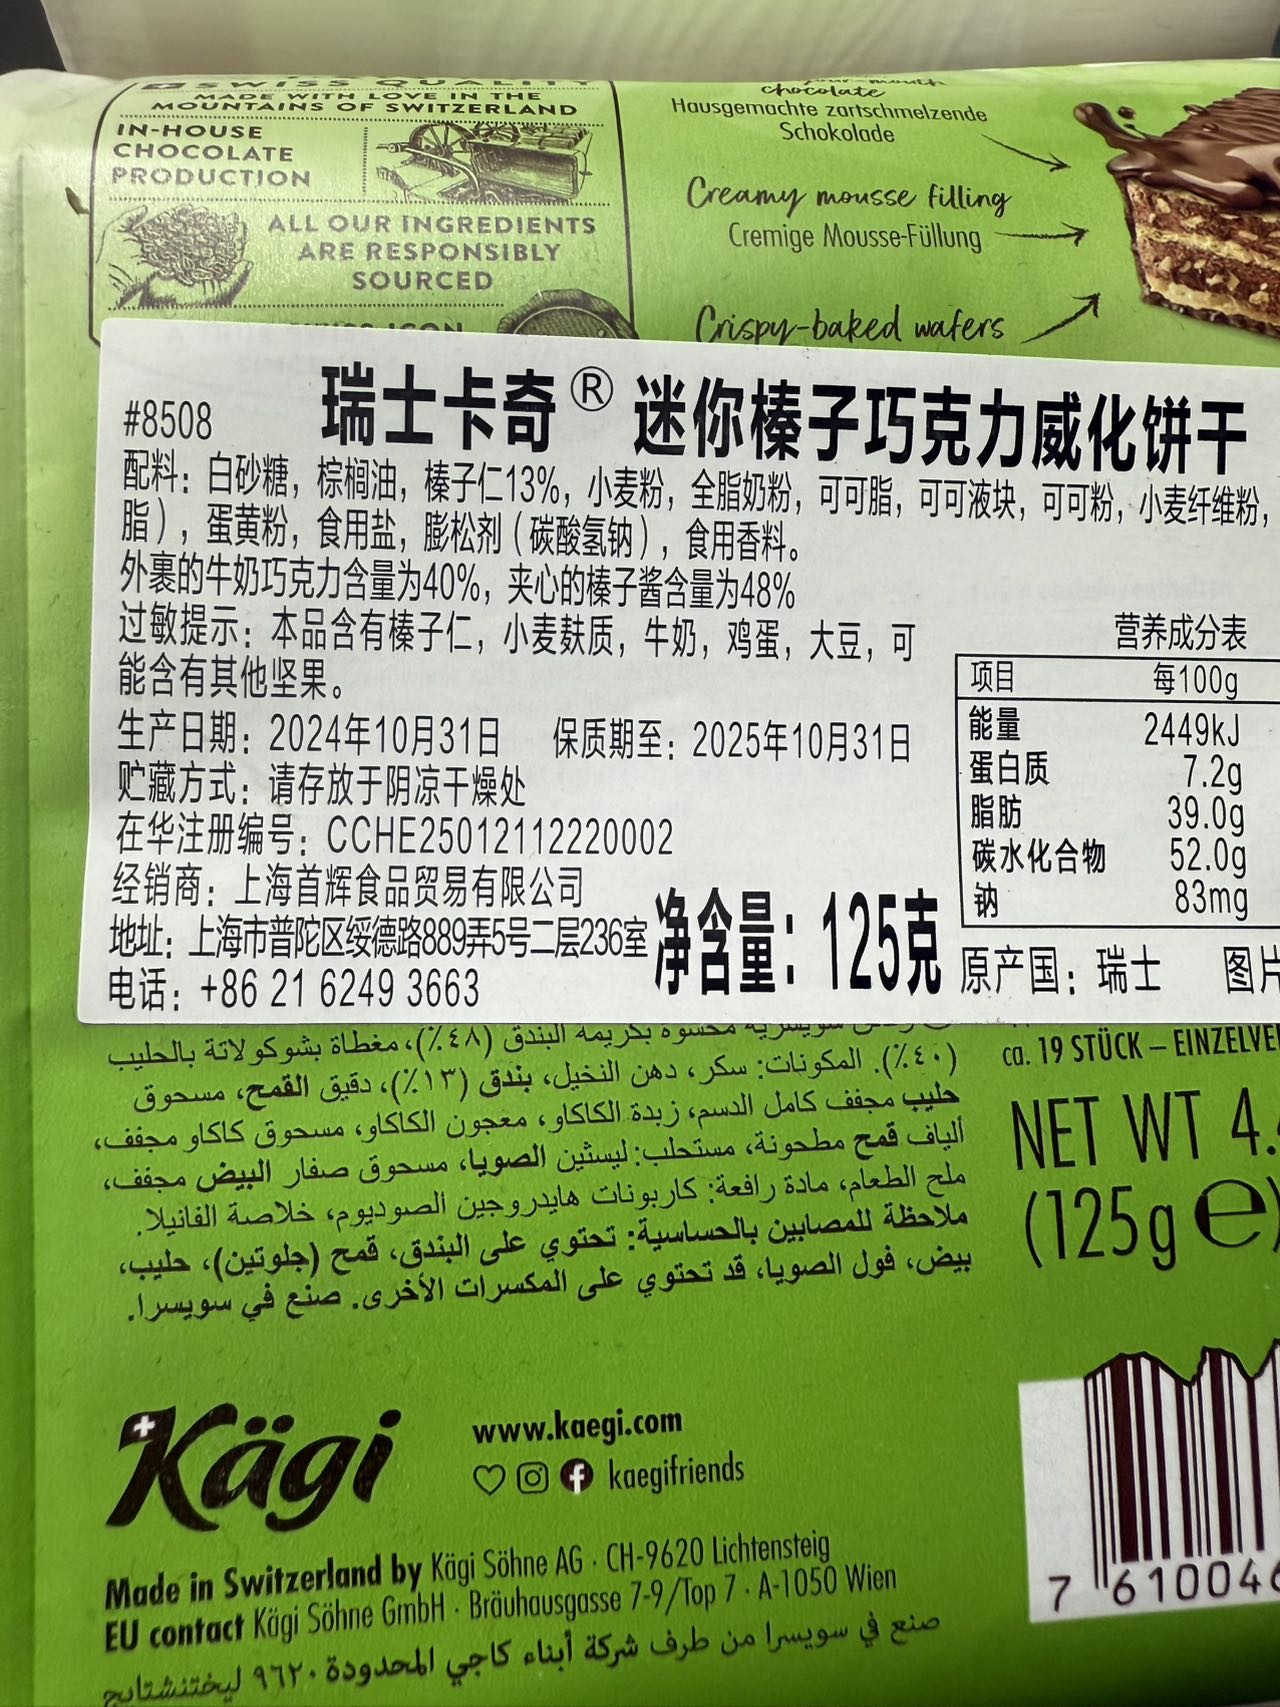 SWISS QUALITY
MADE WITH LOVE IN THE
MOUNTAINS OF SWITZERLAND
IN-HOUSE
CHOCOLATE
PRODUCTION
ALL OUR INGREDIENTS
ARE RESPONSIBLY
SOURCED
chocolate
Hausgemachte zartschmelzende
Schokolade
Creamy mousse filling
Cremige Mousse-Füllung
Crispy-baked wafers
#8508 瑞士卡奇® 迷你榛子巧克力威化饼干
配料：白砂糖，棕榈油，榛子仁13%，小麦粉，全脂奶粉，可可脂，可可液块，可可粉，小麦纤维粉，
脂），蛋黄粉，食用盐，膨松剂（碳酸氢钠），食用香料。
外裹的牛奶巧克力含量为40%，夹心的榛子酱含量为48%
过敏提示：本品含有榛子仁，小麦麸质，牛奶，鸡蛋，大豆，可
能含有其他坚果。
生产日期：2024年10月31日 保质期至：2025年10月31日
贮藏方式：请存放于阴凉干燥处
在华注册编号：CCHE25012112220002
经销商：上海首辉食品贸易有限公司
地址：上海市普陀区绥德路889弄5号二层236室
电话：+86 21 6249 3663
净含量：125克
营养成分表
项目 每100g
能量 2449kJ
蛋白质 7.2g
脂肪 39.0g
碳水化合物 52.0g
钠 83mg
原产国：瑞士 图片
محشوة بكريمة البندق (٤٨٪)، مغطاة بشوكولاتة بالحليب
(٤٠٪). المكونات: سكر، دهن النخيل، بندق (١٣٪)، دقيق القمح، مسحوق
حليب مجفف كامل الدسم، زبدة الكاكاو، معجون الكاكاو، مسحوق كاكاو مجفف،
ألياف قمح مطحونة، مستحلب: ليسثين الصويا، مسحوق صفار البيض مجفف،
ملح الطعام، مادة رافعة: كاربونات هايدروجين الصوديوم، خلاصة الفانيلا.
ملاحظة للمصابين بالحساسية: تحتوي على البندق، قمح (جلوتين)، حليب،
بيض، فول الصويا، قد تحتوي على المكسرات الأخرى. صنع في سويسرا.
ca. 19 STÜCK – EINZELVE
NET WT 4.
(125g e)
Kägi
www.kaegi.com
kaegifriends
Made in Switzerland by Kägi Söhne AG · CH-9620 Lichtensteig
EU contact Kägi Söhne GmbH · Bräuhausgasse 7-9/Top 7 · A-1050 Wien
صنع في سويسرا من طرف شركة أبناء كاجي المحدودة ٩٦٢٠ ليختنشتايج
7 610046